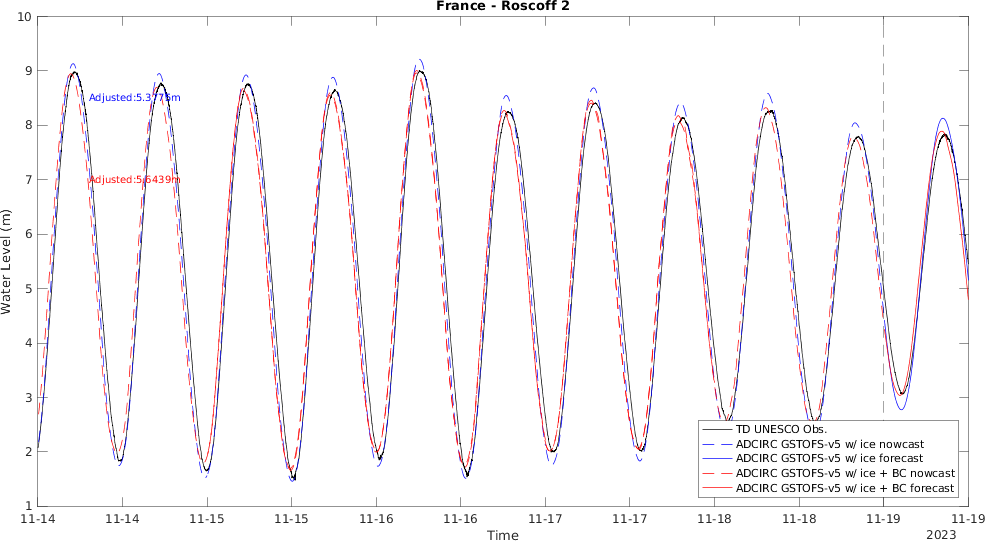 France - Roscoff 2
10
9
8
7
6
5
4
3
2
1
Water Level (m)
Adjusted:5.3775m
Adjusted:5.6439m
TD UNESCO Obs.
ADCIRC GSTOFS-v5 w/ ice nowcast
ADCIRC GSTOFS-v5 w/ ice forecast
ADCIRC GSTOFS-v5 w/ ice + BC nowcast
ADCIRC GSTOFS-v5 w/ ice + BC forecast
11-14 11-14 11-15 11-15 11-16 11-16 11-17 11-17 11-18 11-18 11-19 11-19
Time
2023